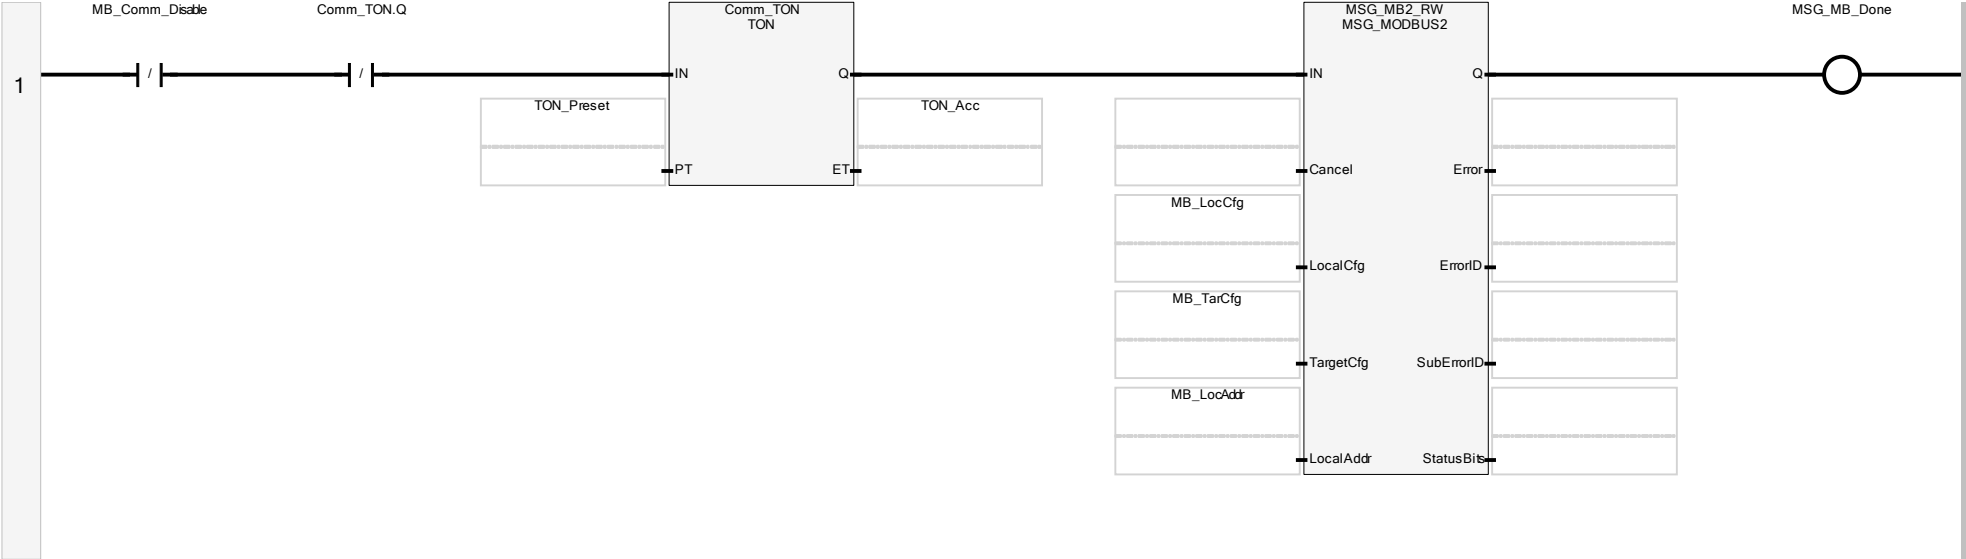 MB_Comm_Disable
Comm_TON.Q
Comm_TON
TON
MSG_MB2_RW
MSG_MODBUS2
MSG_MB_Done
1
/
/
IN
Q
IN
Q
TON_Preset
TON_Acc
PT
ET
Cancel
Error
MB_LocCfg
LocalCfg
ErrorID
MB_TarCfg
TargetCfg
SubErrorID
MB_LocAddr
LocalAddr
StatusBits